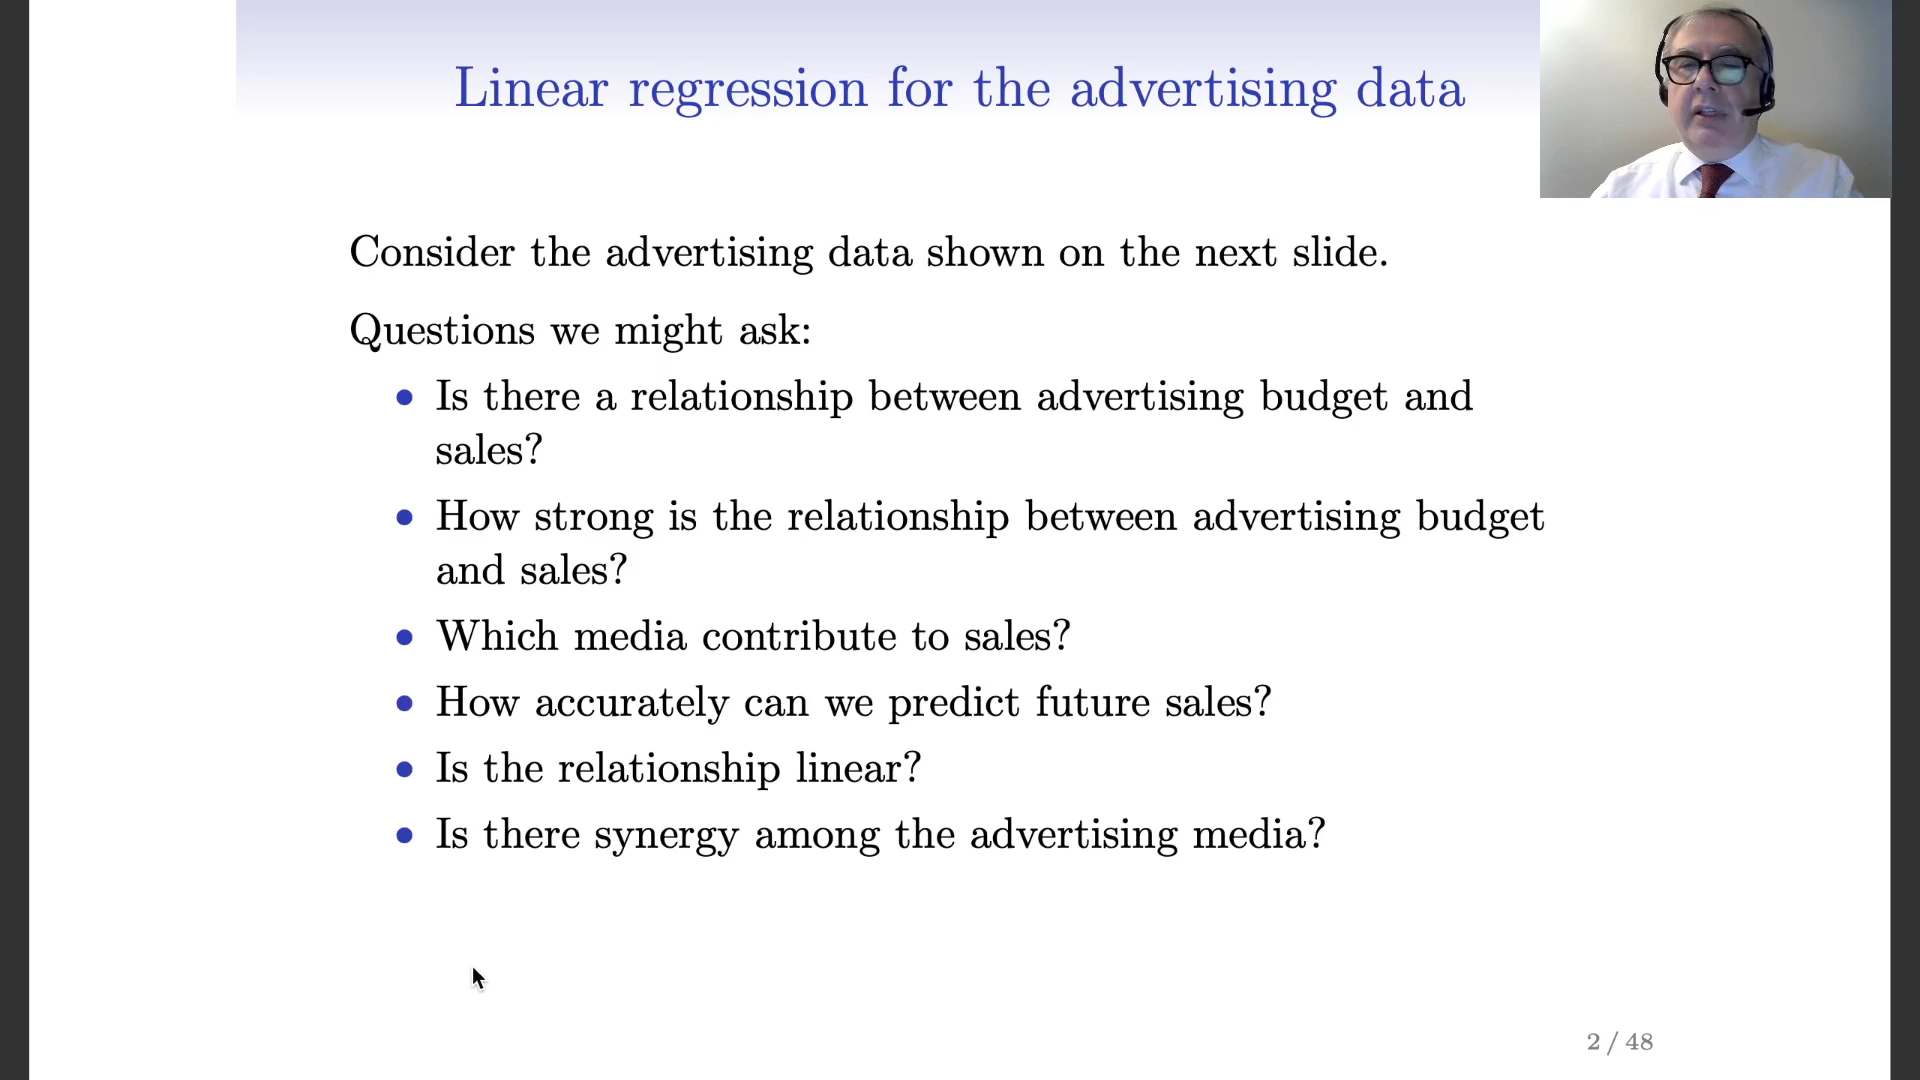 Linear regression for the advertising data
Consider the advertising data shown on the next slide.
Questions we might ask:
• Is there a relationship between advertising budget and
sales?
• How strong is the relationship between advertising budget
and sales?
• Which media contribute to sales?
• How accurately can we predict future sales?
• Is the relationship linear?
• Is there synergy among the advertising media?
2 / 48